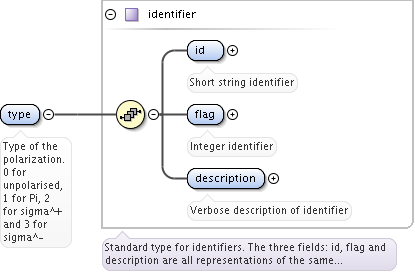 identifier
id
Short string identifier
type
flag
Type of the
polarization.
0 for
unpolarised,
1 for Pi, 2
for sigma^+
and 3 for
sigma^-
Integer identifier
description
Verbose description of identifier
Standard type for identifiers. The three fields: id, flag and
description are all representations of the same...